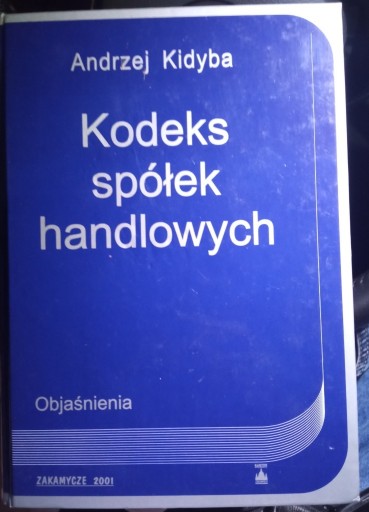 Andrzej Kidyba
Kodeks
spółek
handlowych
Objaśnienia
ZAKAMYCZE 2001